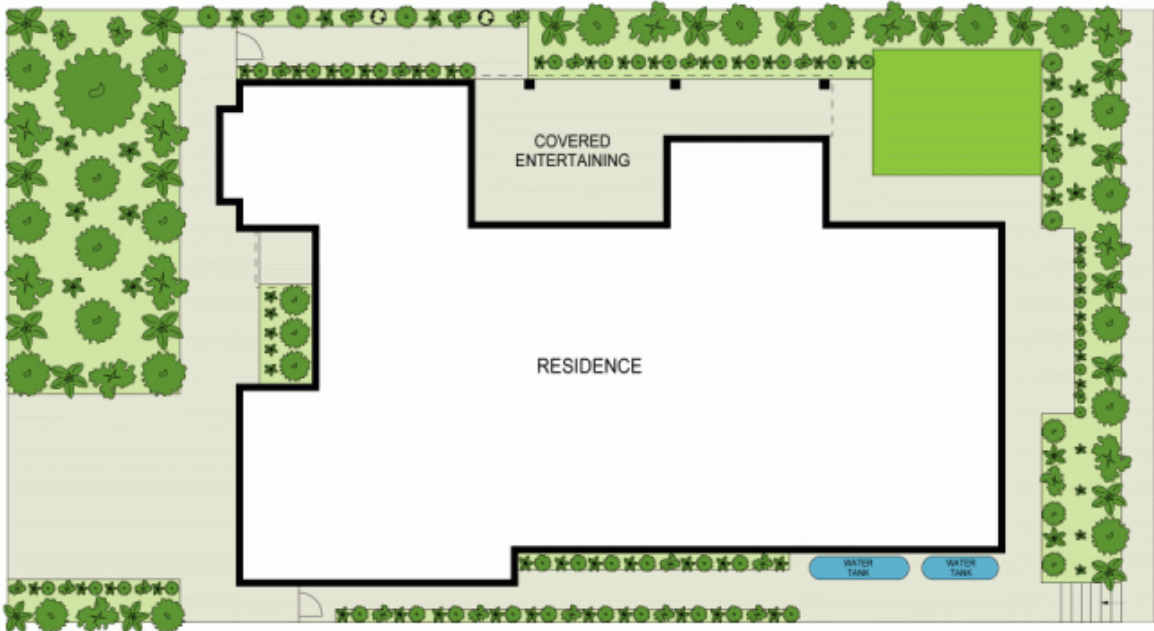 COVERED
ENTERTAINING
RESIDENCE
WATER
TANK
WATER
TANK